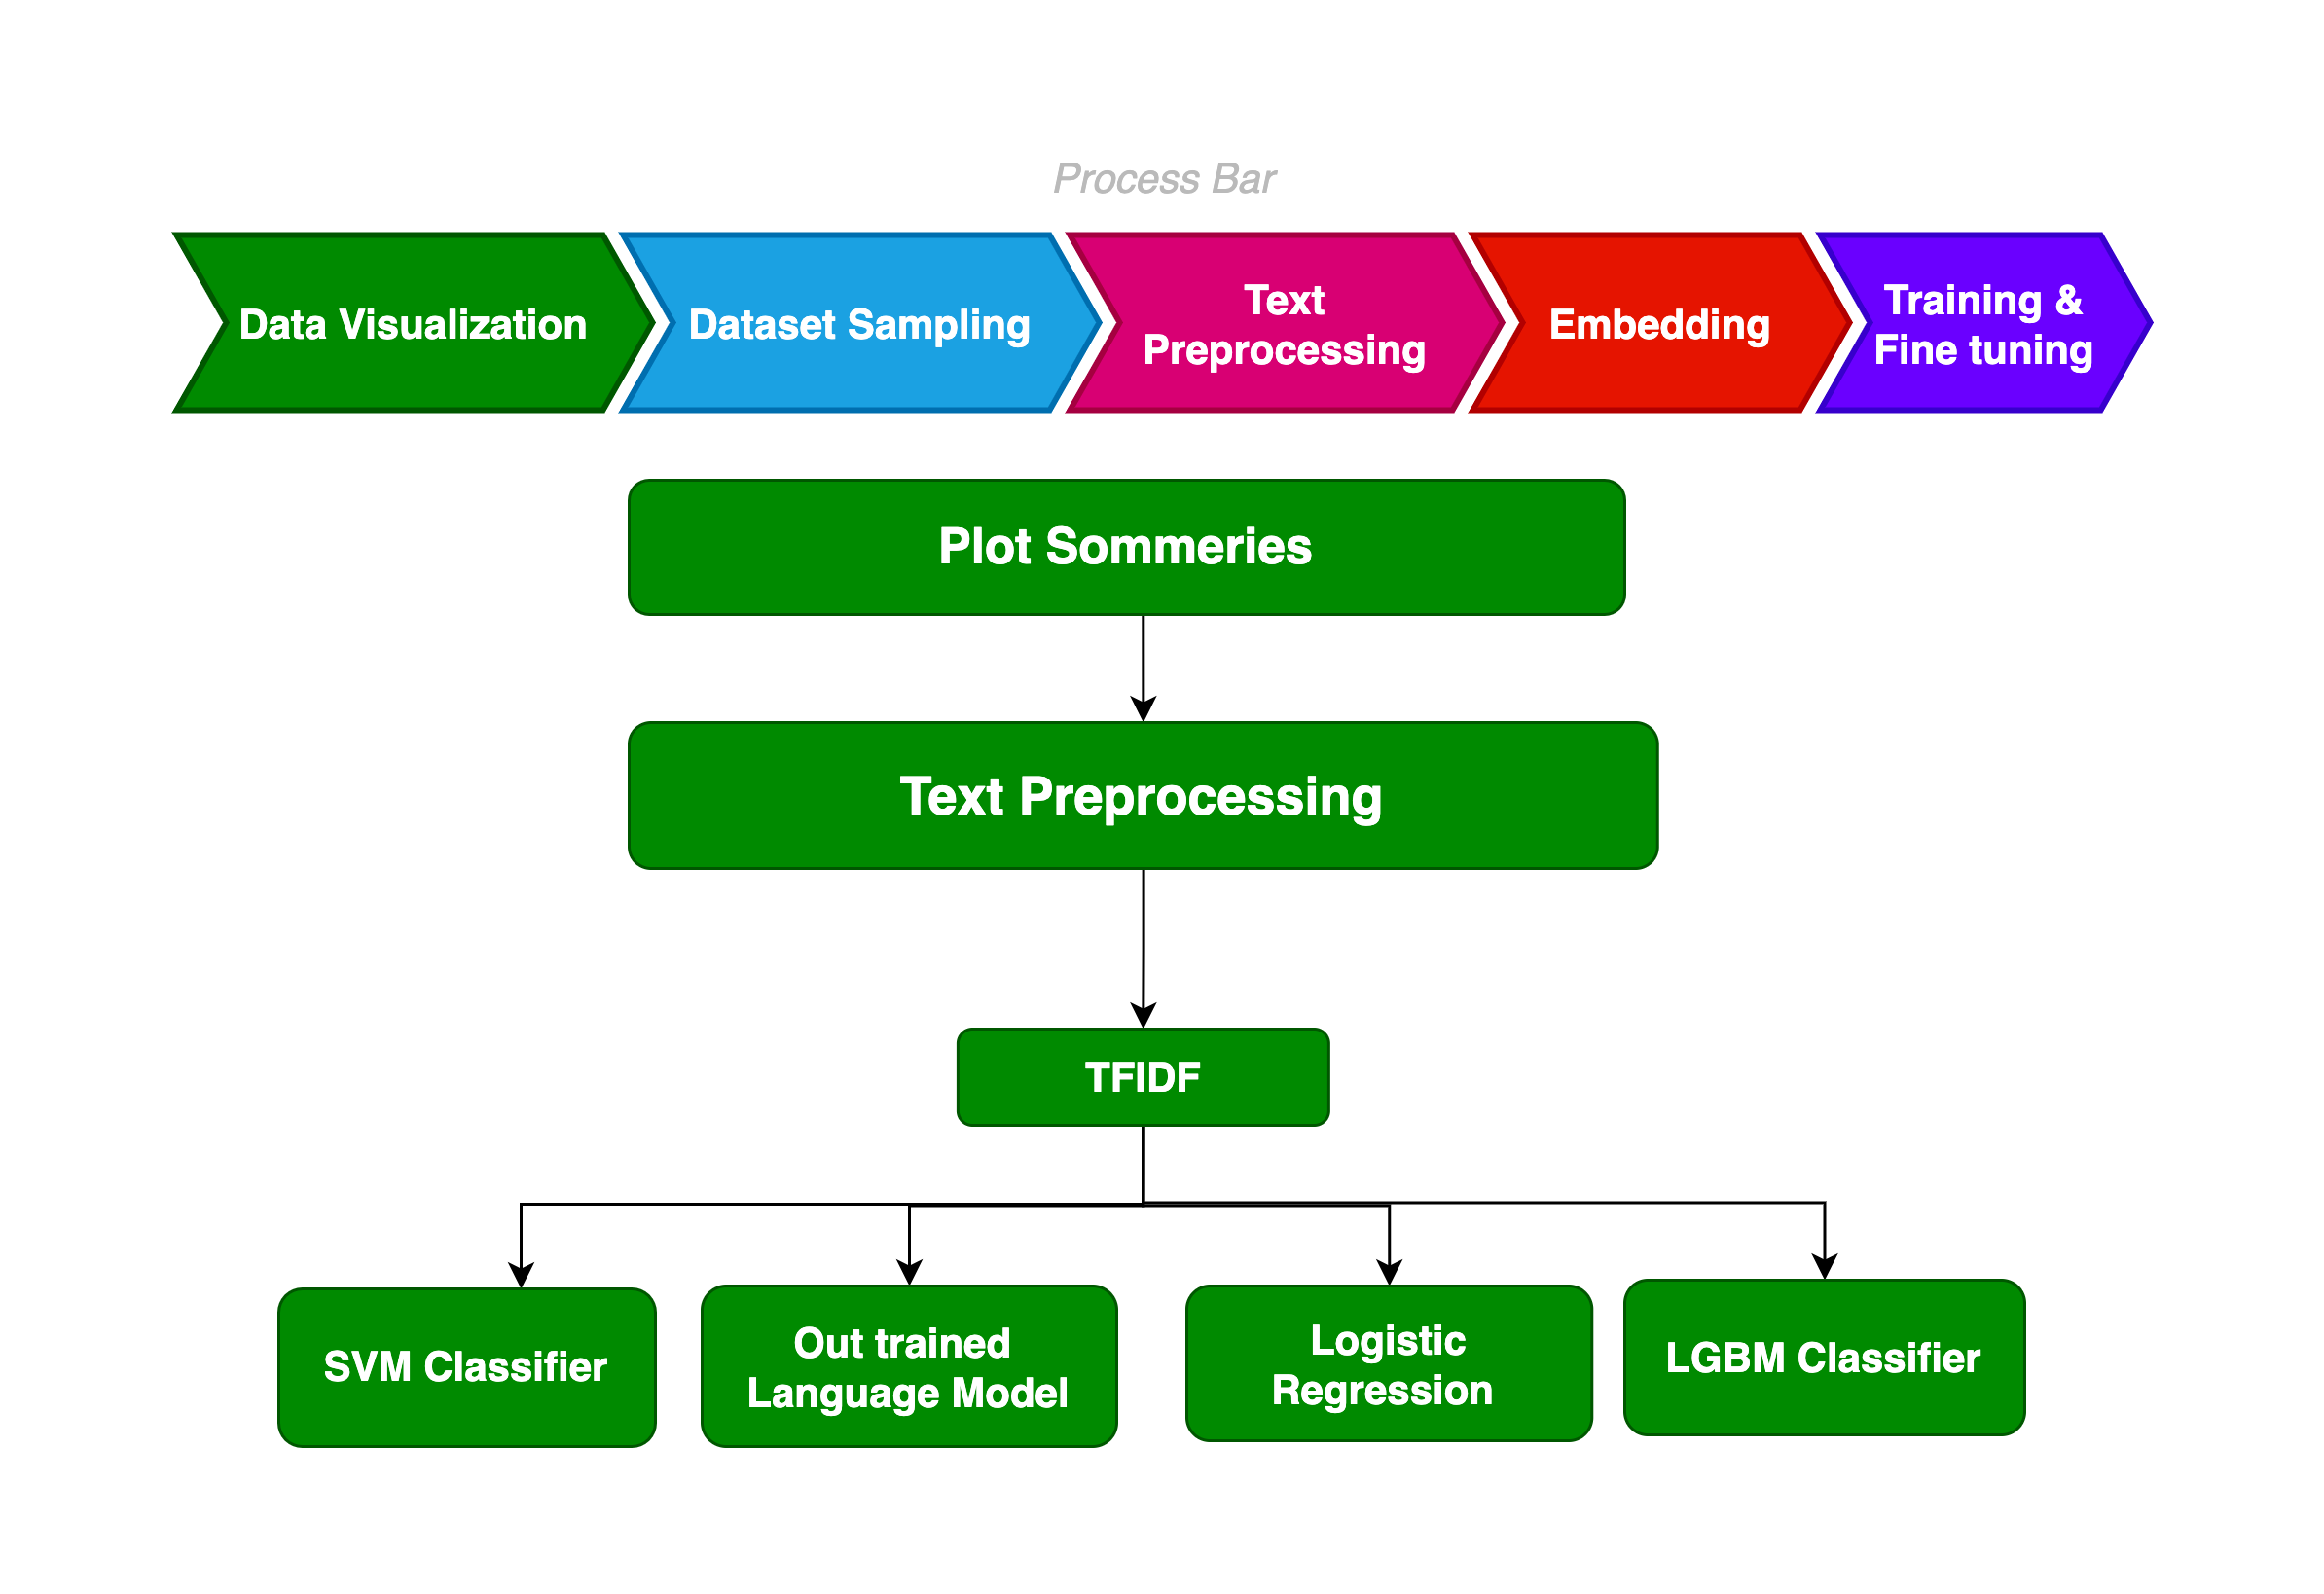 Process Bar
Data Visualization
Dataset Sampling
Text
Preprocessing
Embedding
Training &
Fine tuning
Plot Sommeries
Text Preprocessing
TFIDF
SVM Classifier
Out trained
Language Model
Logistic
Regression
LGBM Classifier